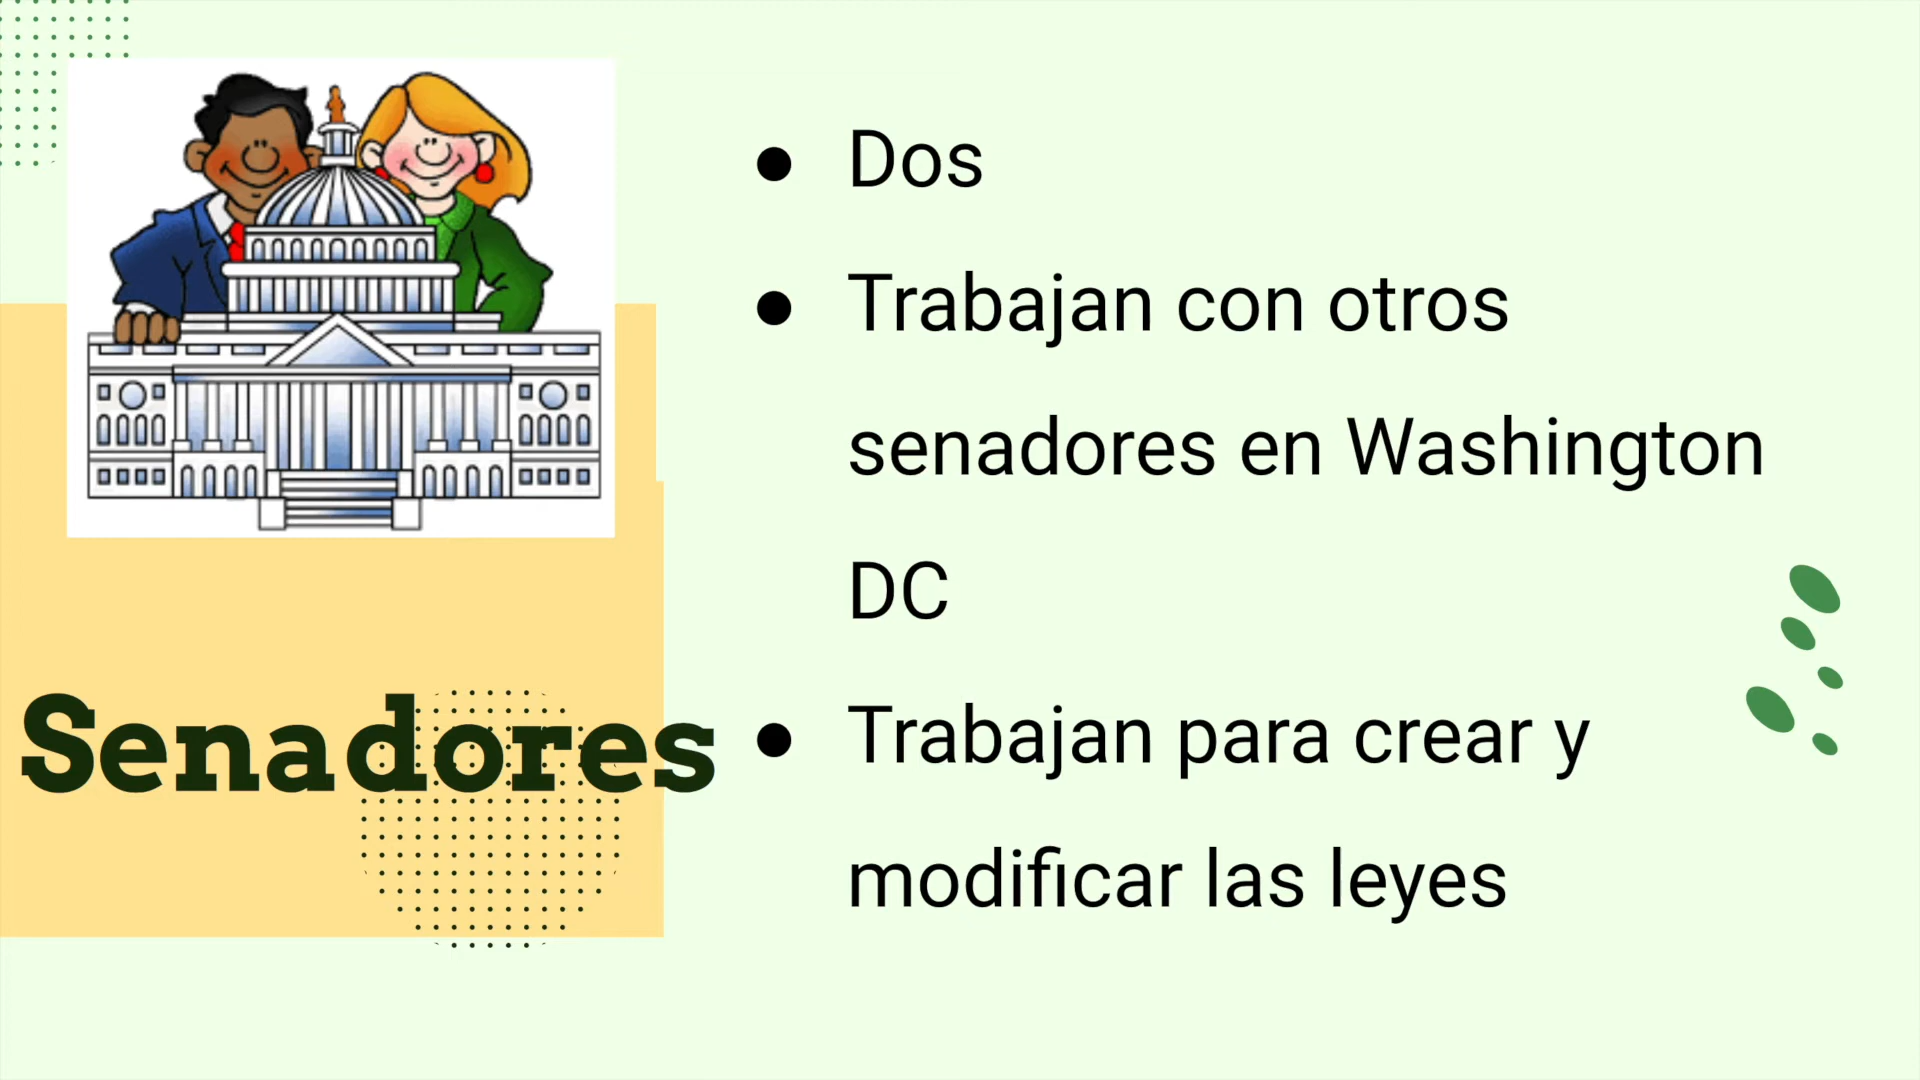 Senadores
● Dos
● Trabajan con otros
senadores en Washington
DC
● Trabajan para crear y
modificar las leyes